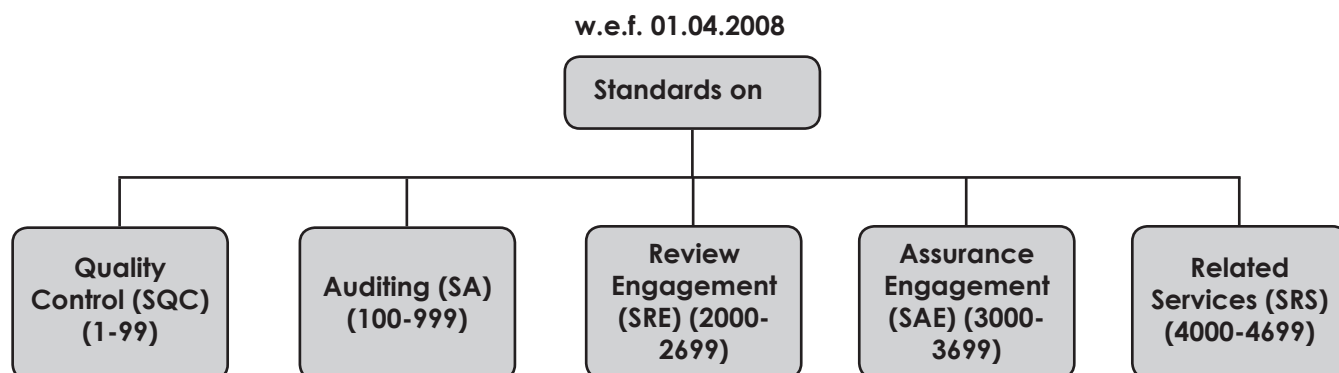 w.e.f. 01.04.2008
Standards on
Quality
Control (SQC)
(1-99)
Auditing (SA)
(100-999)
Review
Engagement
(SRE) (2000-
2699)
Assurance
Engagement
(SAE) (3000-
3699)
Related
Services (SRS)
(4000-4699)